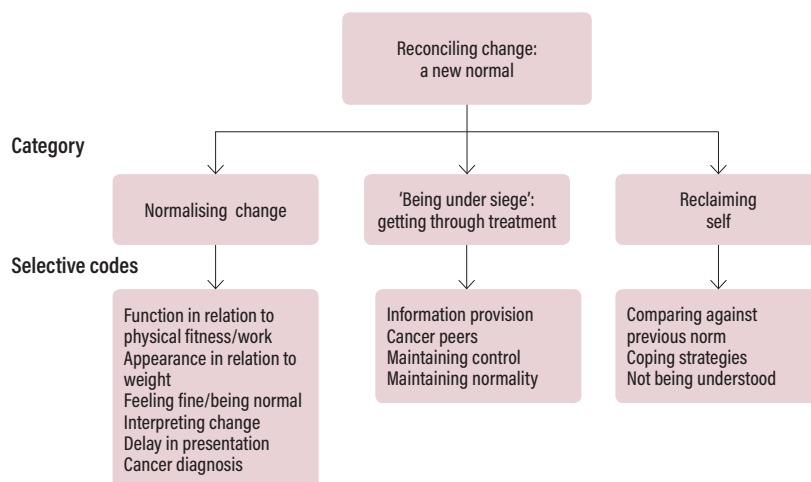 Reconciling change:
a new normal
Category
Normalising change
'Being under siege':
getting through treatment
Reclaiming
self
Selective codes
Function in relation to
physical fitness/work
Appearance in relation to
weight
Feeling fine/being normal
Interpreting change
Delay in presentation
Cancer diagnosis
Information provision
Cancer peers
Maintaining control
Maintaining normality
Comparing against
previous norm
Coping strategies
Not being understood